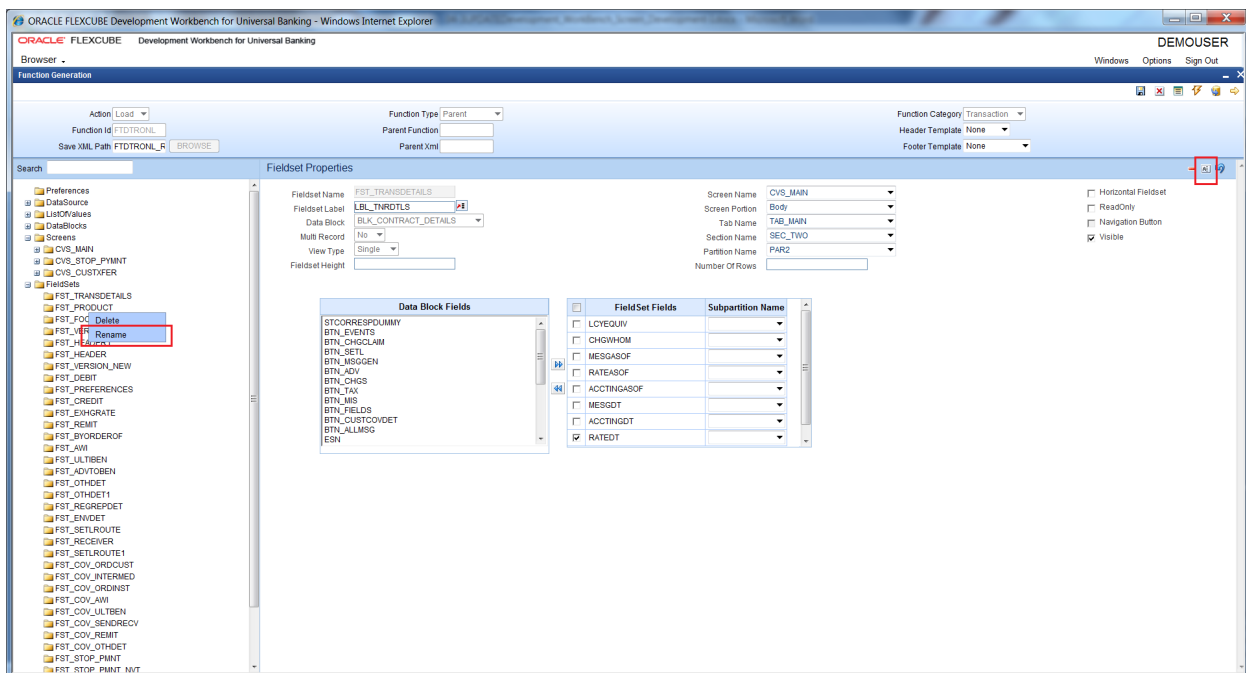 ORACLE FLEXCUBE Development Workbench for Universal Banking - Windows Internet Explorer
ORACLE FLEXCUBE Development Workbench for Universal Banking
DEMOUSER
Browser
Windows Options Sign Out
Function Generation
Action Load Function Type Parent Function Category Transaction
Function Id FTDTRONL Parent Function Header Template None
Save XML Path FTDTRONL_R BROWSE Parent Xml Footer Template None
Search Fieldset Properties
Preferences
DataSource
ListOfValues
DataBlocks
Screens
CVS_MAIN
CVS_STOP_PYMNT
CVS_CUSTXFER
FieldSets
FST_TRANSDETAILS
FST_PRODUCT
FST_FOO
FST_VER
FST_HEADER1
FST_HEADER
FST_VERSION_NEW
FST_DEBIT
FST_PREFERENCES
FST_CREDIT
FST_EXHGRATE
FST_REMIT
FST_BYORDEROF
FST_AWI
FST_ULTIBEN
FST_ADVTOBEN
FST_OTHDET
FST_OTHDET1
FST_REGREPDET
FST_ENVDET
FST_SETLROUTE
FST_RECEIVER
FST_SETLROUTE1
FST_COV_ORDCUST
FST_COV_INTERMED
FST_COV_ORDINST
FST_COV_AWI
FST_COV_ULTBEN
FST_COV_SENDRECV
FST_COV_REMIT
FST_COV_OTHDET
FST_STOP_PMNT
FST_STOP_PMNT_NVT
Delete
Rename
Fieldset Name FST_TRANSDETAILS Screen Name CVS_MAIN Horizontal Fieldset
Fieldset Label LBL_TNRDTLS Screen Portion Body ReadOnly
Data Block BLK_CONTRACT_DETAILS Tab Name TAB_MAIN Navigation Button
Multi Record No Section Name SEC_TWO Visible
View Type Single Partition Name PAR2
Fieldset Height Number Of Rows
Data Block Fields
STCORRESPDUMMY
BTN_EVENTS
BTN_CHGCLAIM
BTN_SETL
BTN_MSGGEN
BTN_ADV
BTN_CHGS
BTN_TAX
BTN_MIS
BTN_FIELDS
BTN_CUSTCOVDET
BTN_ALLMSG
ESN
FieldSet Fields Subpartition Name
LCYEQUIV
CHGWHOM
MESGASOF
RATEASOF
ACCTINGASOF
MESGDT
ACCTINGDT
RATEDT